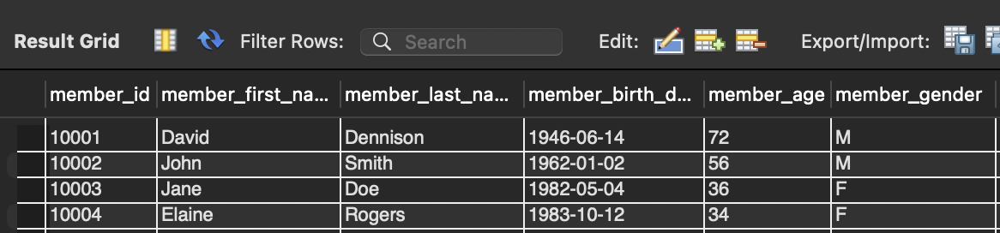 Result Grid Filter Rows: Search Edit: Export/Import:
member_id member_first_na... member_last_na... member_birth_d... member_age member_gender
10001 David Dennison 1946-06-14 72 M
10002 John Smith 1962-01-02 56 M
10003 Jane Doe 1982-05-04 36 F
10004 Elaine Rogers 1983-10-12 34 F